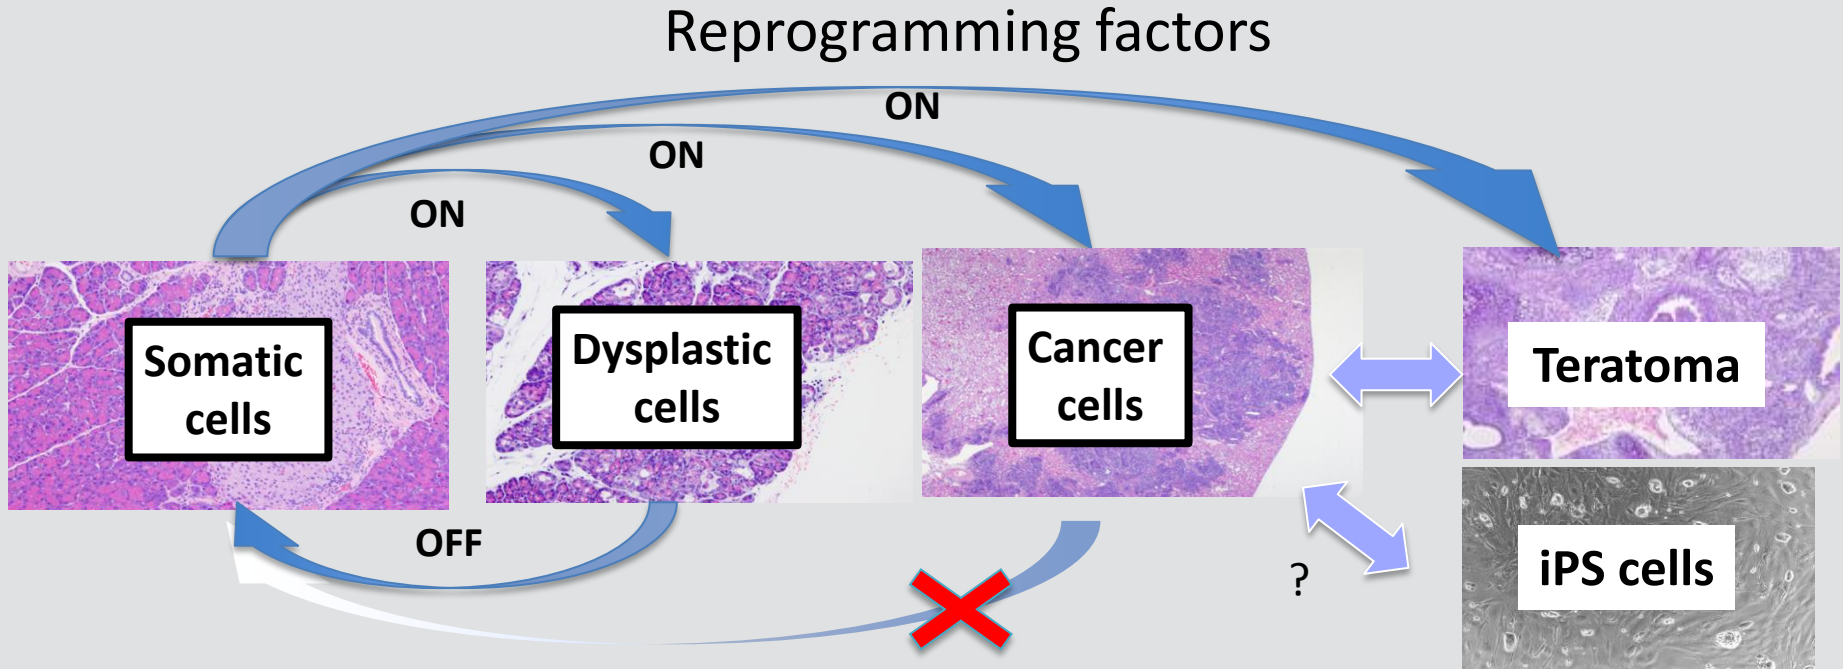 Reprogramming factors
ON
ON
ON
Somatic
cells
Dysplastic
cells
Cancer
cells
Teratoma
OFF
?
iPS cells